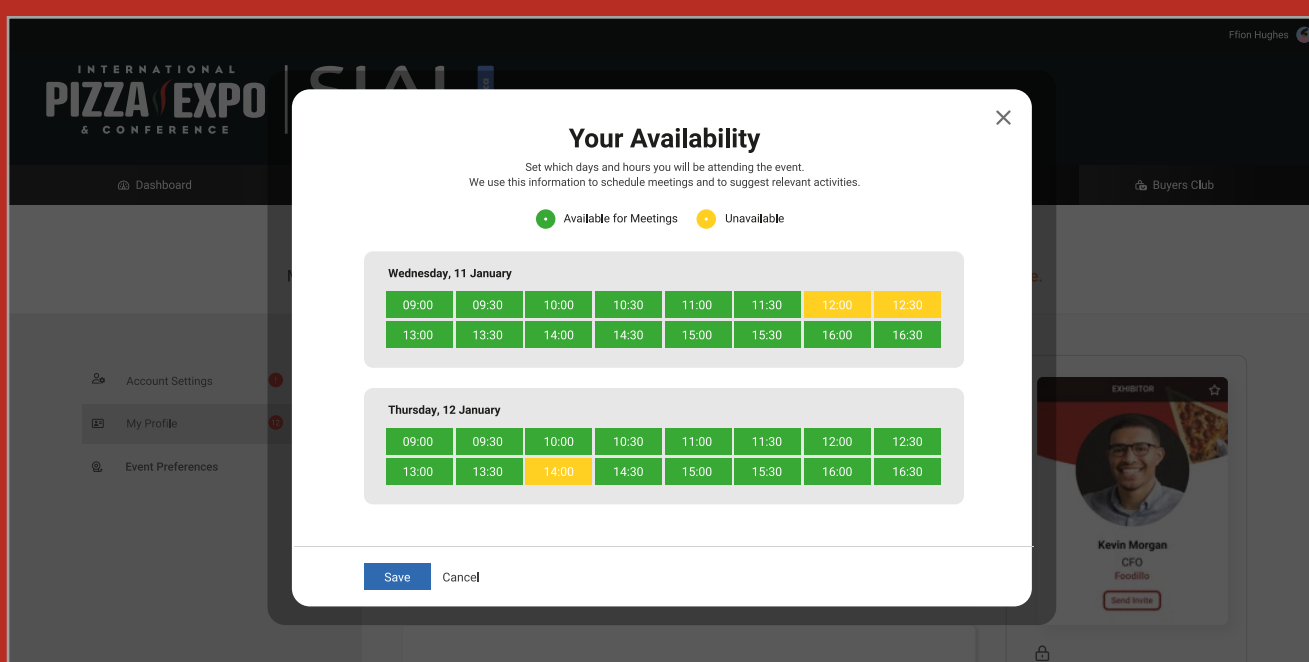 Ffion Hughes
INTERNATIONAL
PIZZA EXPO
& CONFERENCE
Dashboard
Buyers Club
Your Availability
Set which days and hours you will be attending the event.
We use this information to schedule meetings and to suggest relevant activities.
Available for Meetings Unavailable
Wednesday, 11 January
09:00 09:30 10:00 10:30 11:00 11:30 12:00 12:30
13:00 13:30 14:00 14:30 15:00 15:30 16:00 16:30
Thursday, 12 January
09:00 09:30 10:00 10:30 11:00 11:30 12:00 12:30
13:00 13:30 14:00 14:30 15:00 15:30 16:00 16:30
Save Cancel
Account Settings
My Profile
Event Preferences
EXHIBITOR
Kevin Morgan
CFO
Foodillo
Send Invite